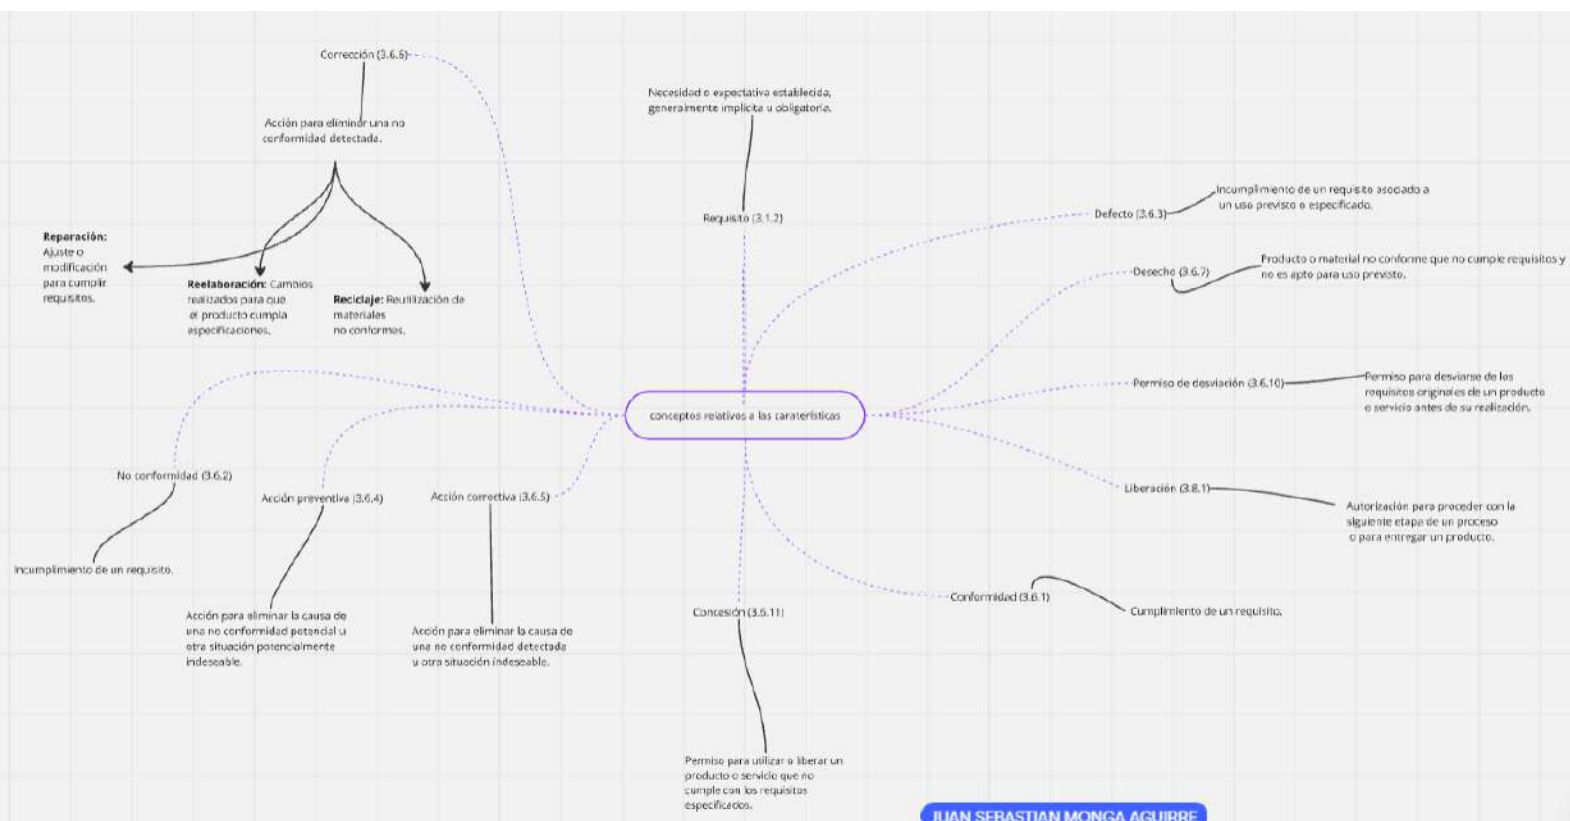 Corrección (3.6.6)
Acción para eliminar una no
conformidad detectada.
Reparación:
Ajuste o
modificación
para cumplir
requisitos.
Reelaboración: Cambios
realizados para que
el producto cumpla
especificaciones.
Reciclaje: Reutilización de
materiales
no conformes.
Necesidad o expectativa establecida,
generalmente implícita u obligatoria.
Requisito (3.1.2)
Defecto (3.6.3)
Incumplimiento de un requisito asociado a
un uso previsto o especificado.
Desecho (3.6.7)
Producto o material no conforme que no cumple requisitos y
no es apto para uso previsto.
Permiso de desviación (3.6.10)
Permiso para desviarse de los
requisitos originales de un producto
o servicio antes de su realización.
conceptos relativos a las caraterísticas
Liberación (3.8.1)
Autorización para proceder con la
siguiente etapa de un proceso
o para entregar un producto.
No conformidad (3.6.2)
Incumplimiento de un requisito.
Acción preventiva (3.6.4)
Acción para eliminar la causa de
una no conformidad potencial u
otra situación potencialmente
indeseable.
Acción correctiva (3.6.5)
Acción para eliminar la causa de
una no conformidad detectada
u otra situación indeseable.
Conformidad (3.6.1)
Cumplimiento de un requisito.
Concesión (3.6.11)
Permiso para utilizar o liberar un
producto o servicio que no
cumple con los requisitos
especificados.
JUAN SEBASTIAN MONGA AGUIRRE